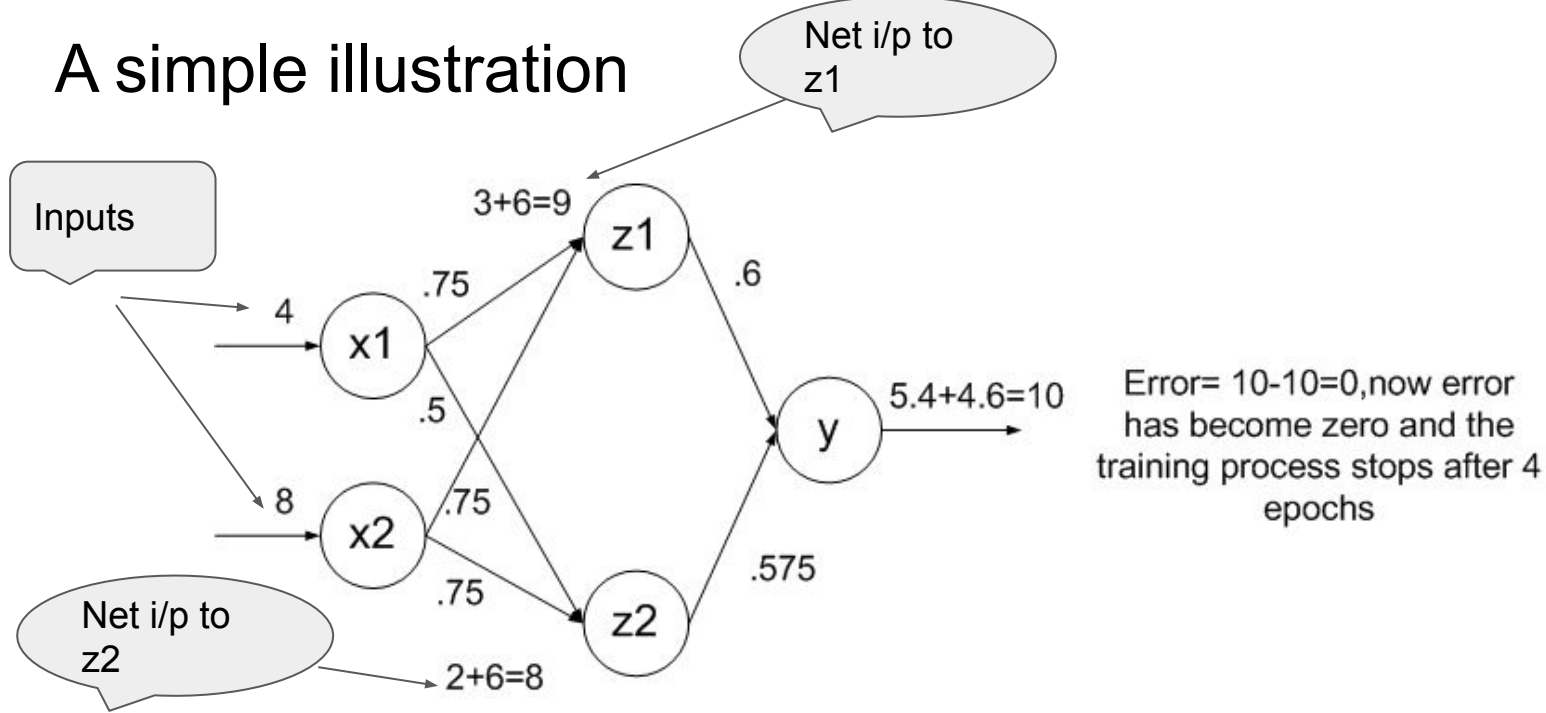 A simple illustration
Net i/p to
z1
Inputs
3+6=9
z1
.75
.6
4
x1
.5
5.4+4.6=10
y
Error= 10-10=0,now error
has become zero and the
training process stops after 4
epochs
8
x2
.75
.75
.575
z2
Net i/p to
z2
2+6=8